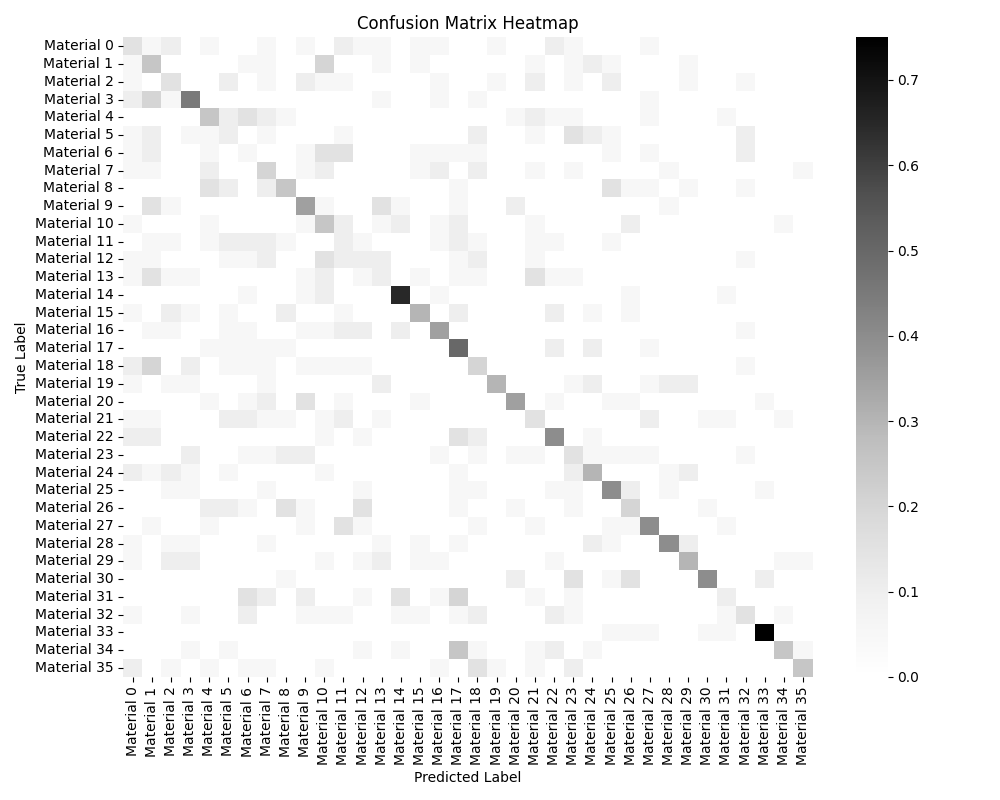 Confusion Matrix Heatmap
True Label
Material 0
Material 1
Material 2
Material 3
Material 4
Material 5
Material 6
Material 7
Material 8
Material 9
Material 10
Material 11
Material 12
Material 13
Material 14
Material 15
Material 16
Material 17
Material 18
Material 19
Material 20
Material 21
Material 22
Material 23
Material 24
Material 25
Material 26
Material 27
Material 28
Material 29
Material 30
Material 31
Material 32
Material 33
Material 34
Material 35
Material 0
Material 1
Material 2
Material 3
Material 4
Material 5
Material 6
Material 7
Material 8
Material 9
Material 10
Material 11
Material 12
Material 13
Material 14
Material 15
Material 16
Material 17
Material 18
Material 19
Material 20
Material 21
Material 22
Material 23
Material 24
Material 25
Material 26
Material 27
Material 28
Material 29
Material 30
Material 31
Material 32
Material 33
Material 34
Material 35
Predicted Label
0.7
0.6
0.5
0.4
0.3
0.2
0.1
0.0